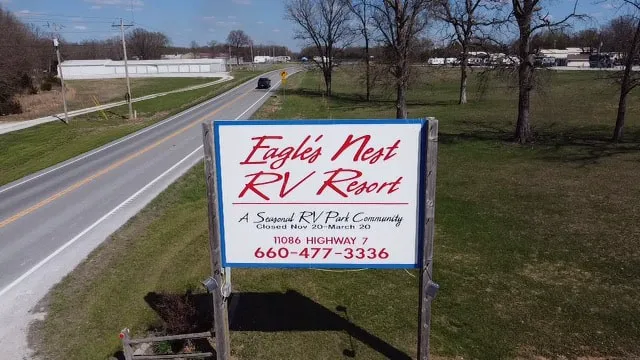 Eagle's Nest
RV Resort
A Seasonal RV Park Community
Closed Nov 20-March 20
11086 HIGHWAY 7
660-477-3336